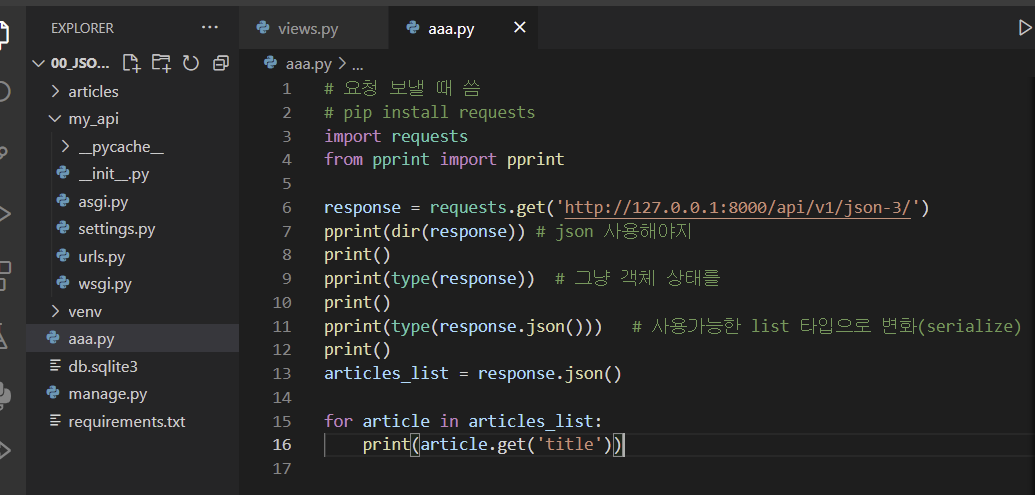 EXPLORER ...
00_JSO...
articles
my_api
__pycache__
__init__.py
asgi.py
settings.py
urls.py
wsgi.py
venv
aaa.py
db.sqlite3
manage.py
requirements.txt
views.py aaa.py
aaa.py > ...
1 # 요청 보낼 때 씀
2 # pip install requests
3 import requests
4 from pprint import pprint
5
6 response = requests.get('http://127.0.0.1:8000/api/v1/json-3/')
7 pprint(dir(response)) # json 사용해야지
8 print()
9 pprint(type(response))  # 그냥 객체 상태를
10 print()
11 pprint(type(response.json()))   # 사용가능한 list 타입으로 변화(serialize)
12 print()
13 articles_list = response.json()
14
15 for article in articles_list:
16     print(article.get('title'))
17